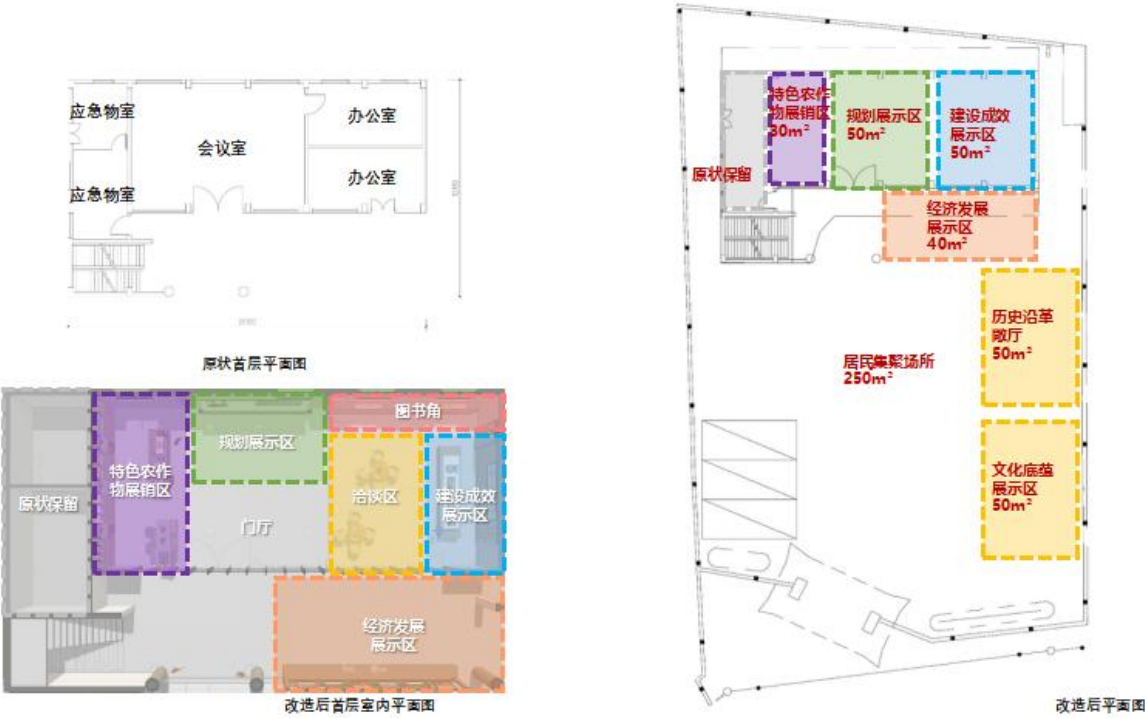 应急物室
会议室
办公室
应急物室
办公室
原状首层平面图
图书角
规划展示区
特色农作
物展销区
洽谈区
建设成效
展示区
原状保留
门厅
经济发展
展示区
改造后首层室内平面图
特色农作
物展销区
30m²
规划展示区
50m²
建设成效
展示区
50m²
原状保留
经济发展
展示区
40m²
历史沿革
敞厅
50m²
居民集聚场所
250m²
文化底蕴
展示区
50m²
改造后平面图